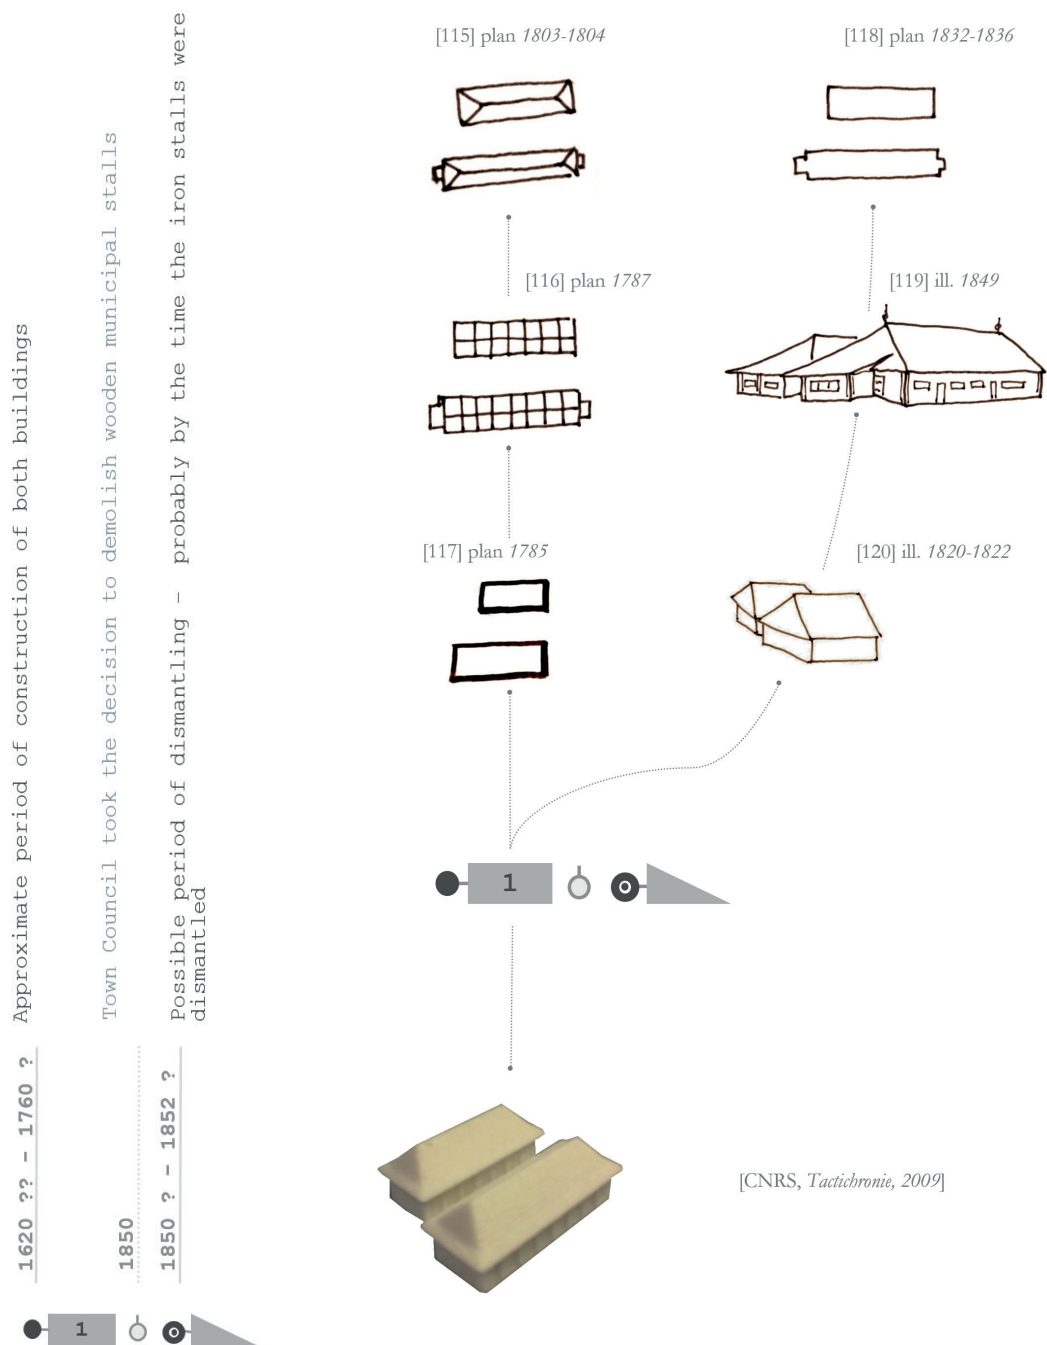 Approximate period of construction of both buildings
Town Council took the decision to demolish wooden municipal stalls
Possible period of dismantling – probably by the time the iron stalls were
dismantled
1620 ?? – 1760 ?
1850
1850 ? – 1852 ?
1
[115] plan 1803-1804
[118] plan 1832-1836
[116] plan 1787
[119] ill. 1849
[117] plan 1785
[120] ill. 1820-1822
1
[CNRS, Tactichronie, 2009]